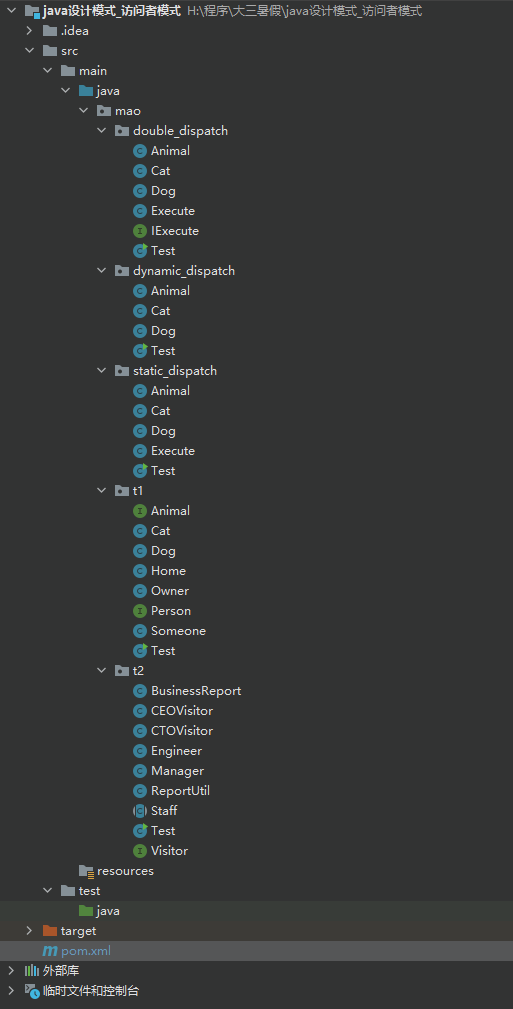 java设计模式_访问者模式 H:\程序\大三暑假\java设计模式_访问者模式
.idea
src
main
java
mao
double_dispatch
C Animal
C Cat
C Dog
C Execute
I IExecute
C Test
dynamic_dispatch
C Animal
C Cat
C Dog
C Test
static_dispatch
C Animal
C Cat
C Dog
C Execute
C Test
t1
I Animal
C Cat
C Dog
C Home
C Owner
I Person
C Someone
C Test
t2
C BusinessReport
C CEOVisitor
C CTOVisitor
C Engineer
C Manager
C ReportUtil
C Staff
C Test
I Visitor
resources
test
java
target
m pom.xml
外部库
临时文件和控制台